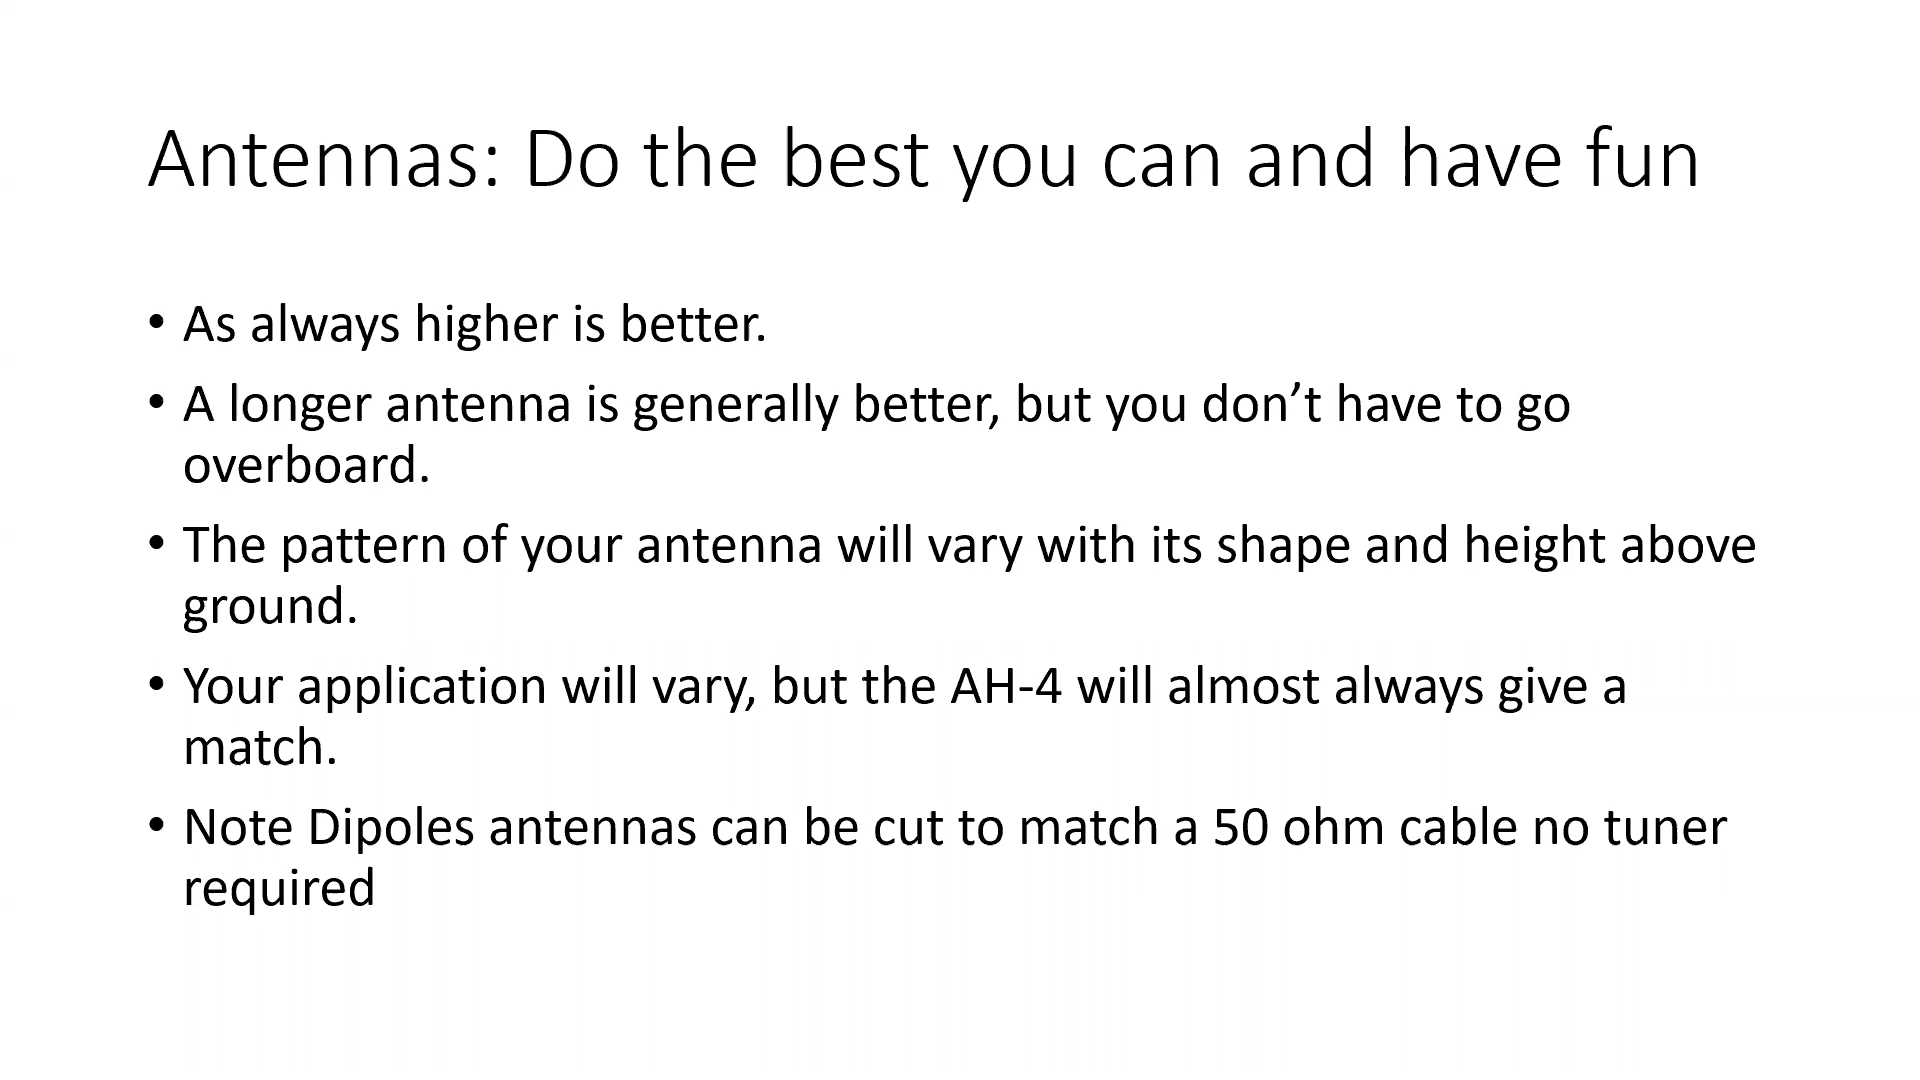 Antennas: Do the best you can and have fun
• As always higher is better.
• A longer antenna is generally better, but you don’t have to go
overboard.
• The pattern of your antenna will vary with its shape and height above
ground.
• Your application will vary, but the AH-4 will almost always give a
match.
• Note Dipoles antennas can be cut to match a 50 ohm cable no tuner
required